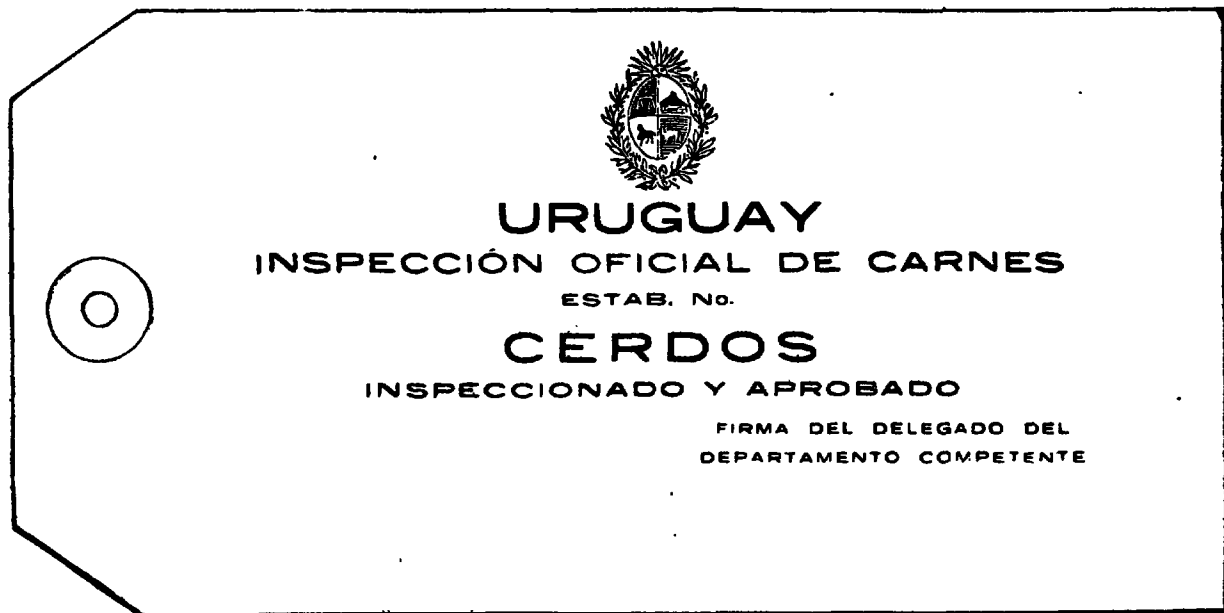 URUGUAY
INSPECCIÓN OFICIAL DE CARNES
ESTAB. No.
CERDOS
INSPECCIONADO Y APROBADO
FIRMA DEL DELEGADO DEL
DEPARTAMENTO COMPETENTE